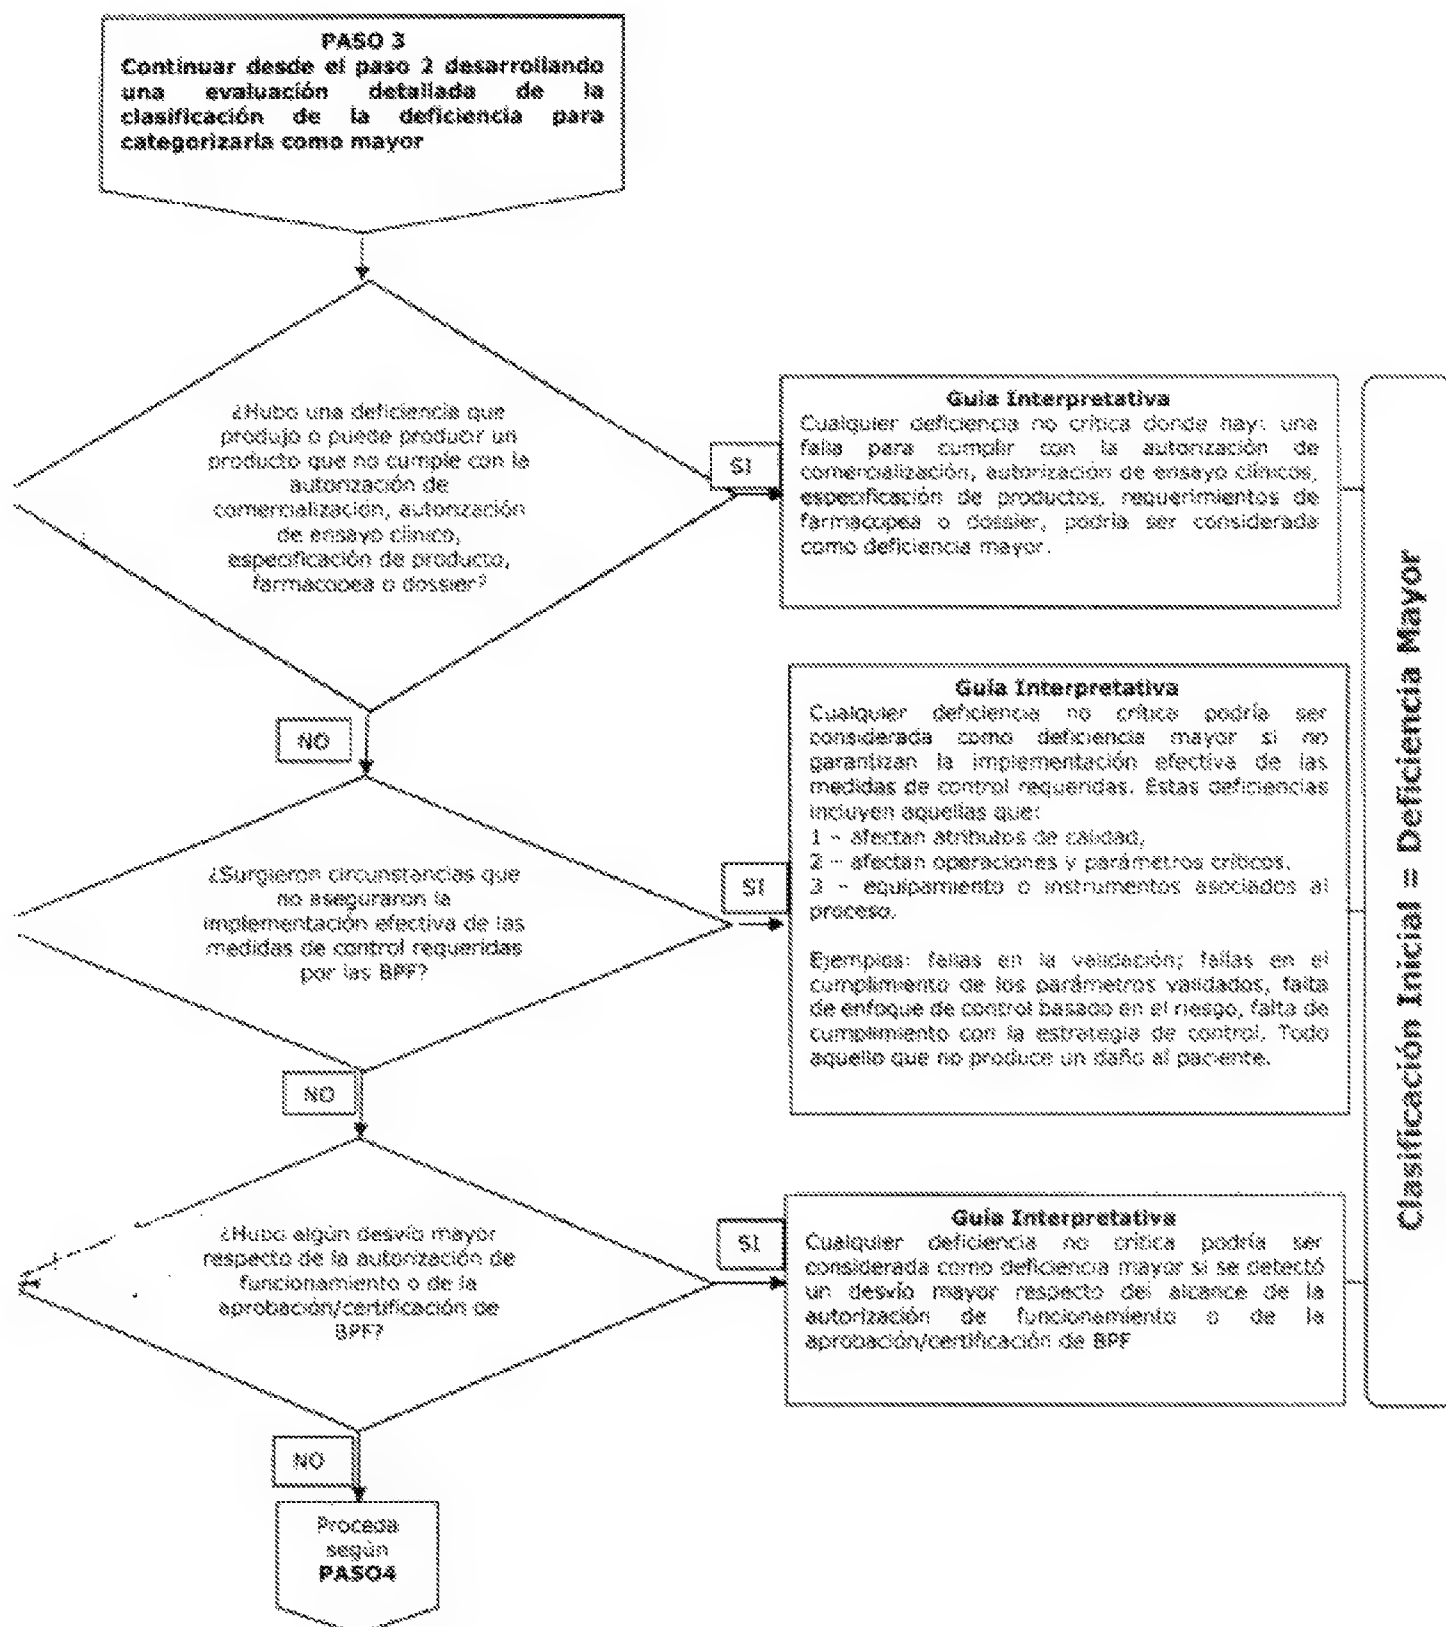 PASO 3
Continuar desde el paso 2 desarrollando
una evaluación detallada de la
clasificación de la deficiencia para
categorizarla como mayor
¿Hubo una deficiencia que
produjo o puede producir un
producto que no cumple con la
autorización de
comercialización, autorización
de ensayo clínico,
especificación de producto,
farmacopea o dossier?
SI
Guía Interpretativa
Cualquier deficiencia no crítica donde hay: una
falla para cumplir con la autorización de
comercialización, autorización de ensayo clínicos,
especificación de productos, requerimientos de
farmacopea o dossier, podría ser considerada
como deficiencia mayor.
NO
¿Surgieron circunstancias que
no aseguraron la
implementación efectiva de las
medidas de control requeridas
por las BPF?
SI
Guía Interpretativa
Cualquier deficiencia no crítica podría ser
considerada como deficiencia mayor si no
garantizan la implementación efectiva de las
medidas de control requeridas. Estas deficiencias
incluyen aquellas que:
1 – afectan atributos de calidad,
2 – afectan operaciones y parámetros críticos.
3 – equipamiento o instrumentos asociados al
proceso.
Ejemplos: fallas en la validación; fallas en el
cumplimiento de los parámetros validados, falta
de enfoque de control basado en el riesgo, falta de
cumplimiento con la estrategia de control. Todo
aquello que no produce un daño al paciente.
NO
¿Hubo algún desvío mayor
respecto de la autorización de
funcionamiento o de la
aprobación/certificación de
BPF?
SI
Guía Interpretativa
Cualquier deficiencia no crítica podría ser
considerada como deficiencia mayor si se detectó
un desvío mayor respecto del alcance de la
autorización de funcionamiento o de la
aprobación/certificación de BPF
NO
Proceda
según
PASO4
Clasificación Inicial = Deficiencia Mayor